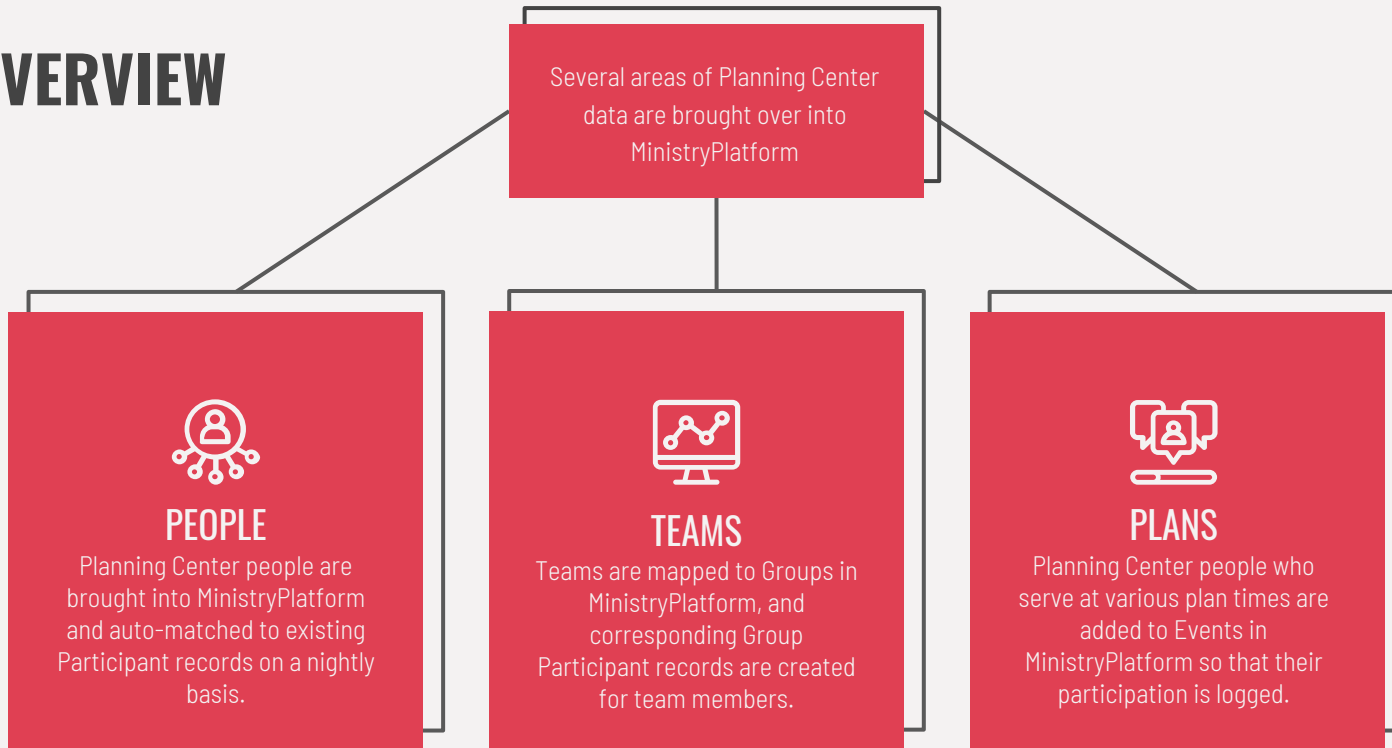 VERVIEW
Several areas of Planning Center
data are brought over into
MinistryPlatform
PEOPLE
Planning Center people are
brought into MinistryPlatform
and auto-matched to existing
Participant records on a nightly
basis.
TEAMS
Teams are mapped to Groups in
MinistryPlatform, and
corresponding Group
Participant records are created
for team members.
PLANS
Planning Center people who
serve at various plan times are
added to Events in
MinistryPlatform so that their
participation is logged.